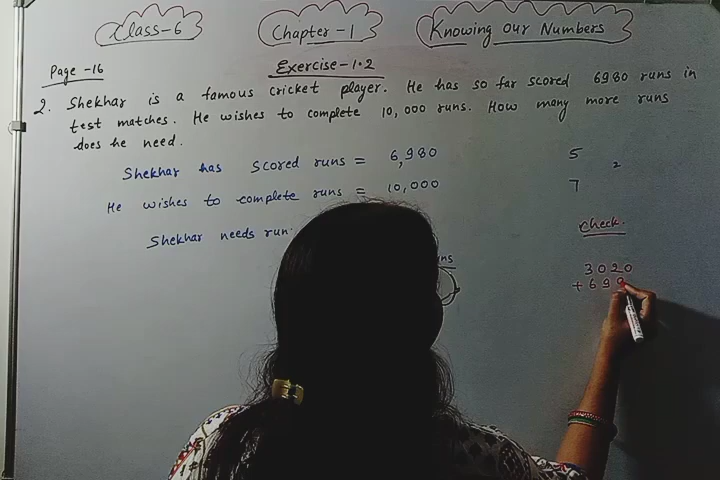 Class-6
Chapter-1
Knowing Our Numbers
Page -16
Exercise-1.2
2. Shekhar is a famous cricket player. He has so far scored 6980 runs in
test matches. He wishes to complete 10,000 runs. How many more runs
does he need.
Shekhar has scored runs = 6,980
5
2
He wishes to complete runs = 10,000
7
Shekhar needs run
ns
Check.
3020
+ 698